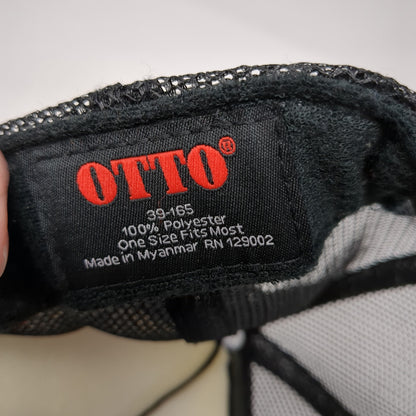 OTTO®
39-165
100% Polyester
One Size Fits Most
Made in Myanmar RN 129002